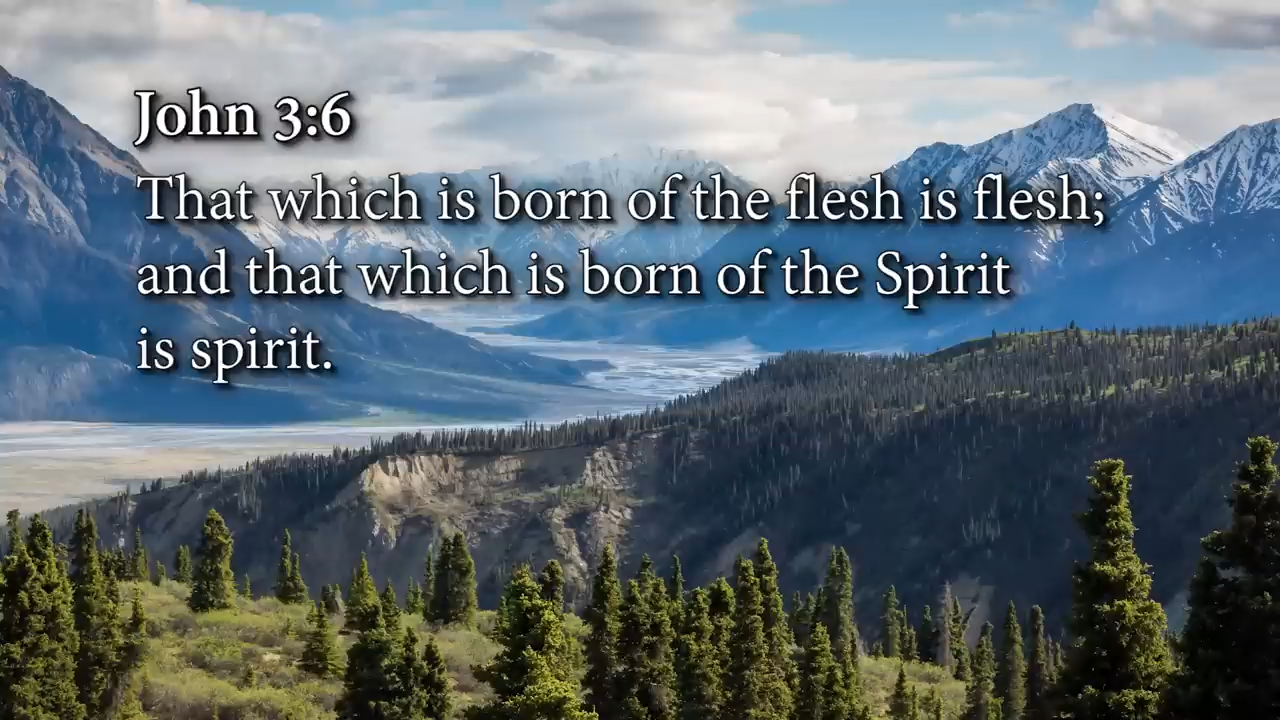 John 3:6
That which is born of the flesh is flesh;
and that which is born of the Spirit
is spirit.